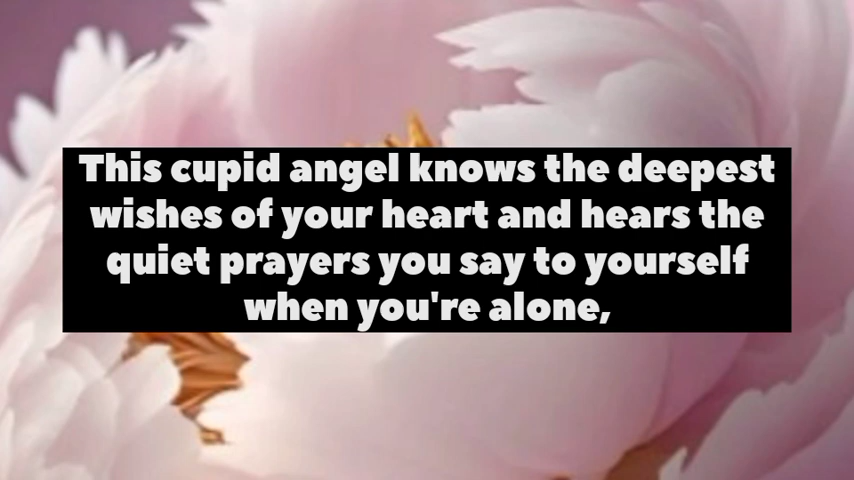 This cupid angel knows the deepest
wishes of your heart and hears the
quiet prayers you say to yourself
when you're alone,